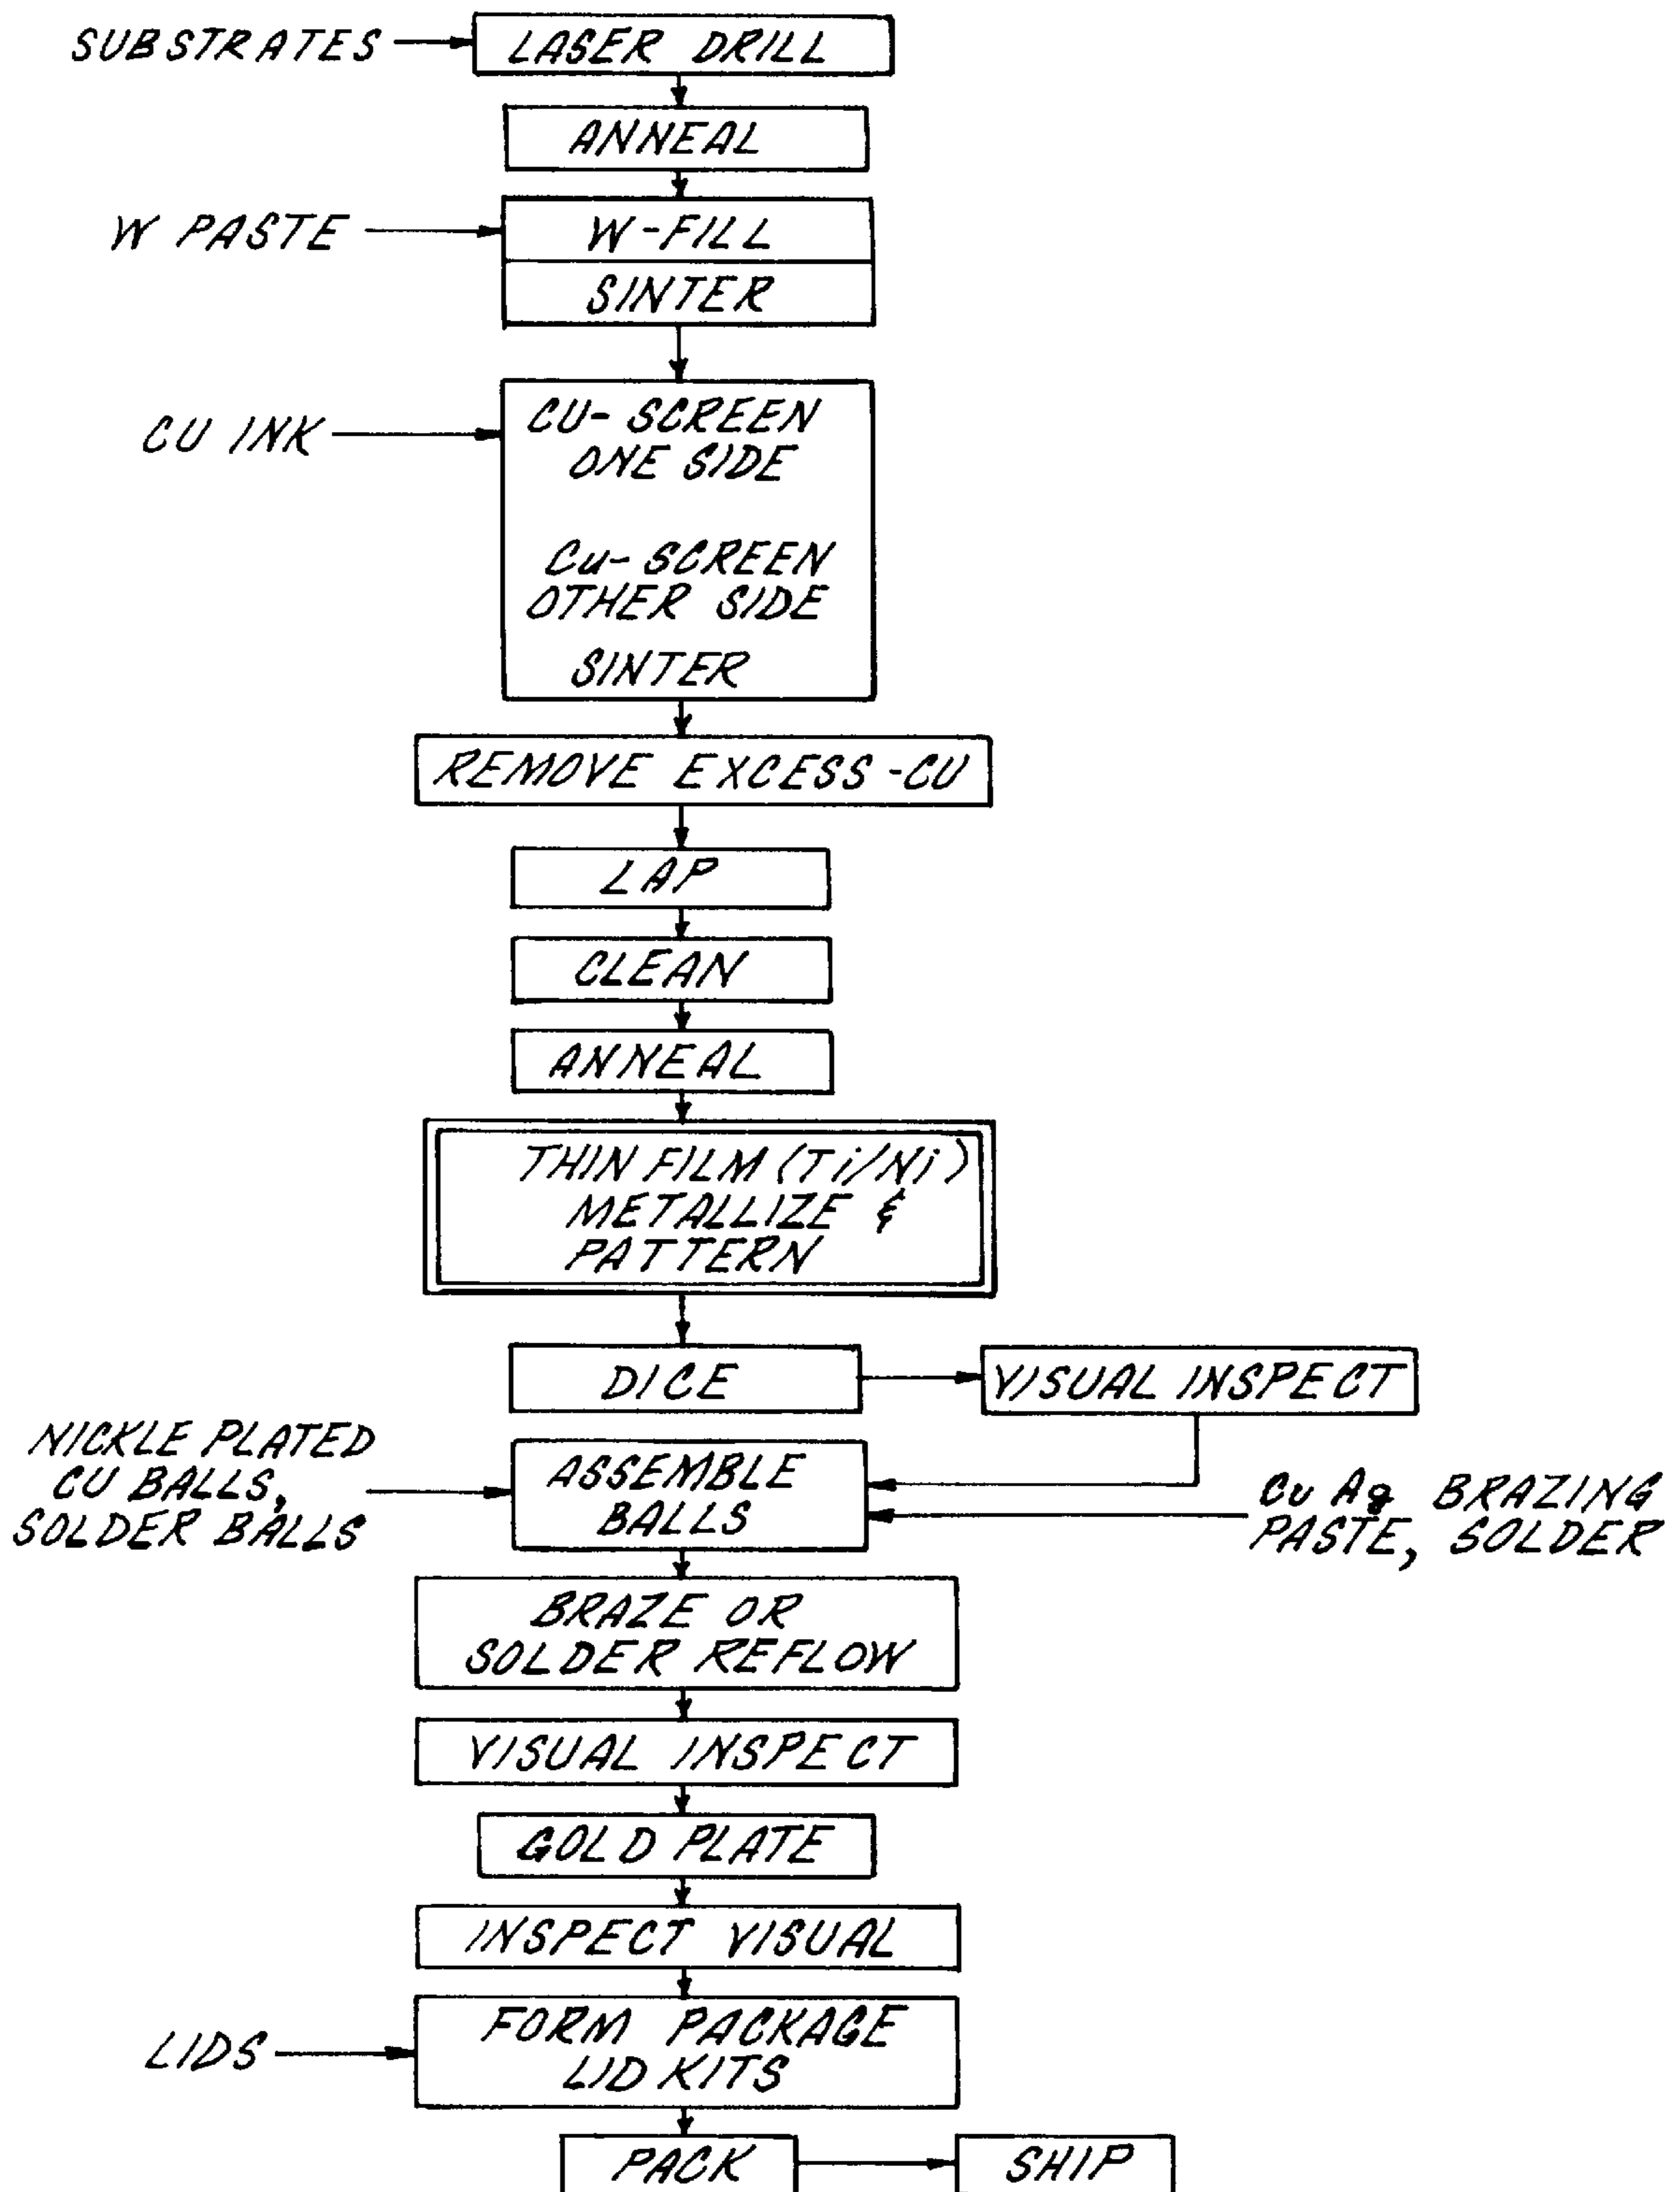 SUBSTRATES
LASER DRILL
ANNEAL
W PASTE
W-FILL
SINTER
CU INK
CU- SCREEN
ONE SIDE
Cu- SCREEN
OTHER SIDE
SINTER
REMOVE EXCESS -CU
LAP
CLEAN
ANNEAL
THIN FILM (Ti/Ni)
METALLIZE &
PATTERN
DICE
VISUAL INSPECT
NICKLE PLATED
CU BALLS,
SOLDER BALLS
ASSEMBLE
BALLS
Cu Ag BRAZING
PASTE, SOLDER
BRAZE OR
SOLDER REFLOW
VISUAL INSPECT
GOLD PLATE
INSPECT VISUAL
LIDS
FORM PACKAGE
LID KITS
PACK
SHIP